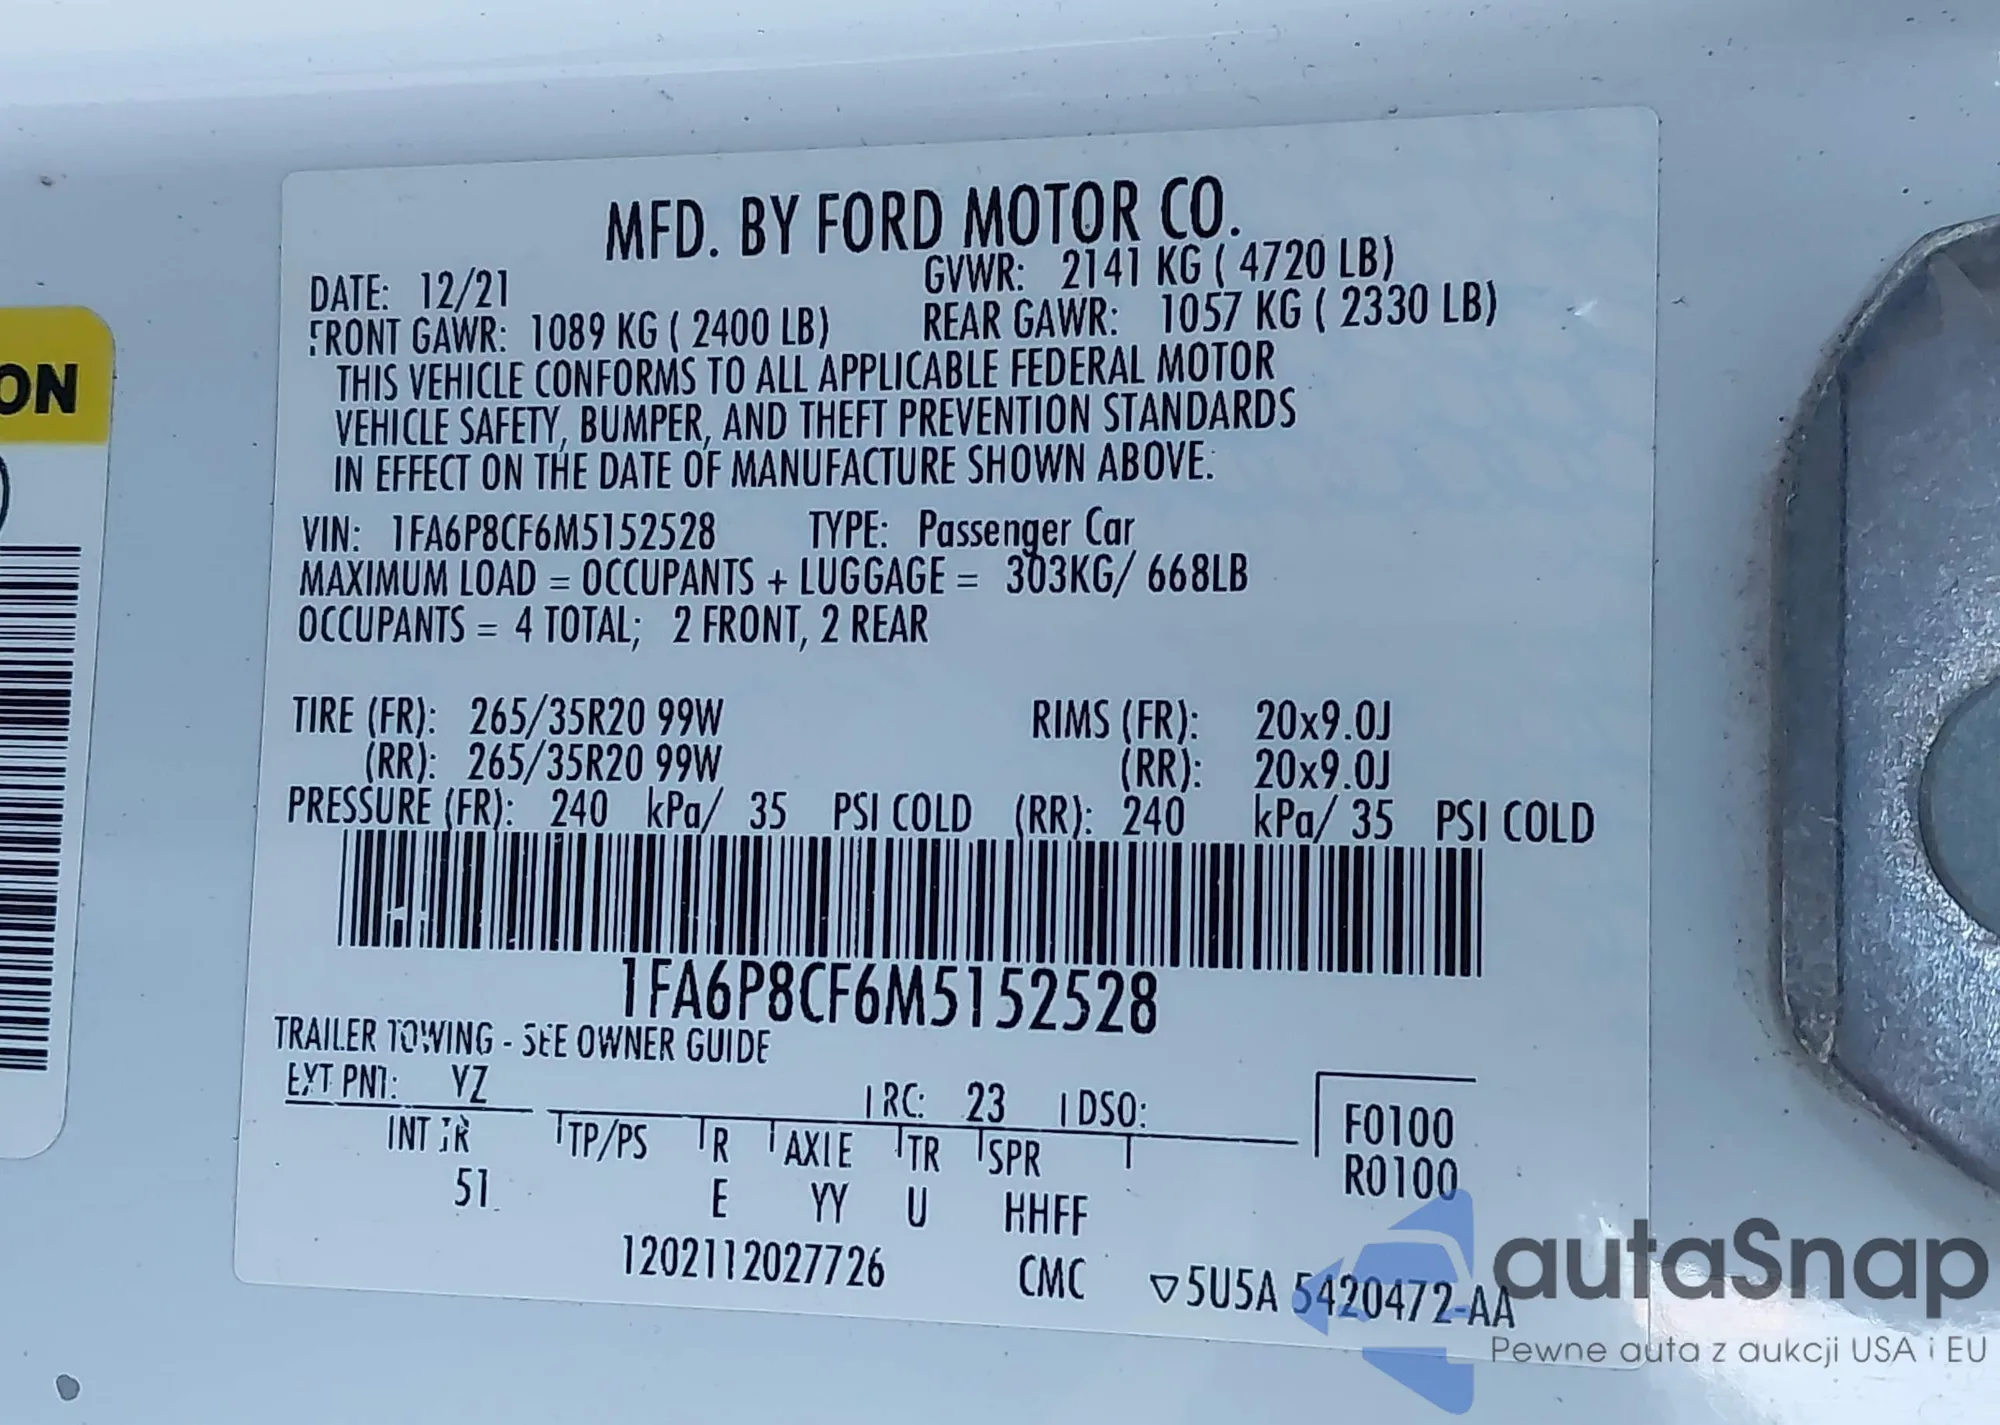 MFD. BY FORD MOTOR CO.
DATE: 12/21 GVWR: 2141 KG ( 4720 LB)
FRONT GAWR: 1089 KG ( 2400 LB) REAR GAWR: 1057 KG ( 2330 LB)
THIS VEHICLE CONFORMS TO ALL APPLICABLE FEDERAL MOTOR
VEHICLE SAFETY, BUMPER, AND THEFT PREVENTION STANDARDS
IN EFFECT ON THE DATE OF MANUFACTURE SHOWN ABOVE.
VIN: 1FA6P8CF6M5152528 TYPE: Passenger Car
MAXIMUM LOAD = OCCUPANTS + LUGGAGE = 303KG/ 668LB
OCCUPANTS = 4 TOTAL; 2 FRONT, 2 REAR
TIRE (FR): 265/35R20 99W RIMS (FR): 20x9.0J
(RR): 265/35R20 99W (RR): 20x9.0J
PRESSURE (FR): 240 kPa/ 35 PSI COLD (RR): 240 kPa/ 35 PSI COLD
1FA6P8CF6M5152528
TRAILER TOWING - SEE OWNER GUIDE
EXT PNT: YZ RC: 23 DSO: F0100
INT TR TP/PS R AXLE TR SPR R0100
51 E YY U HHFF
1202112027726 CMC ▽5U5A 5420472-AA
ON
autaSnap
Pewne auta z aukcji USA i EU